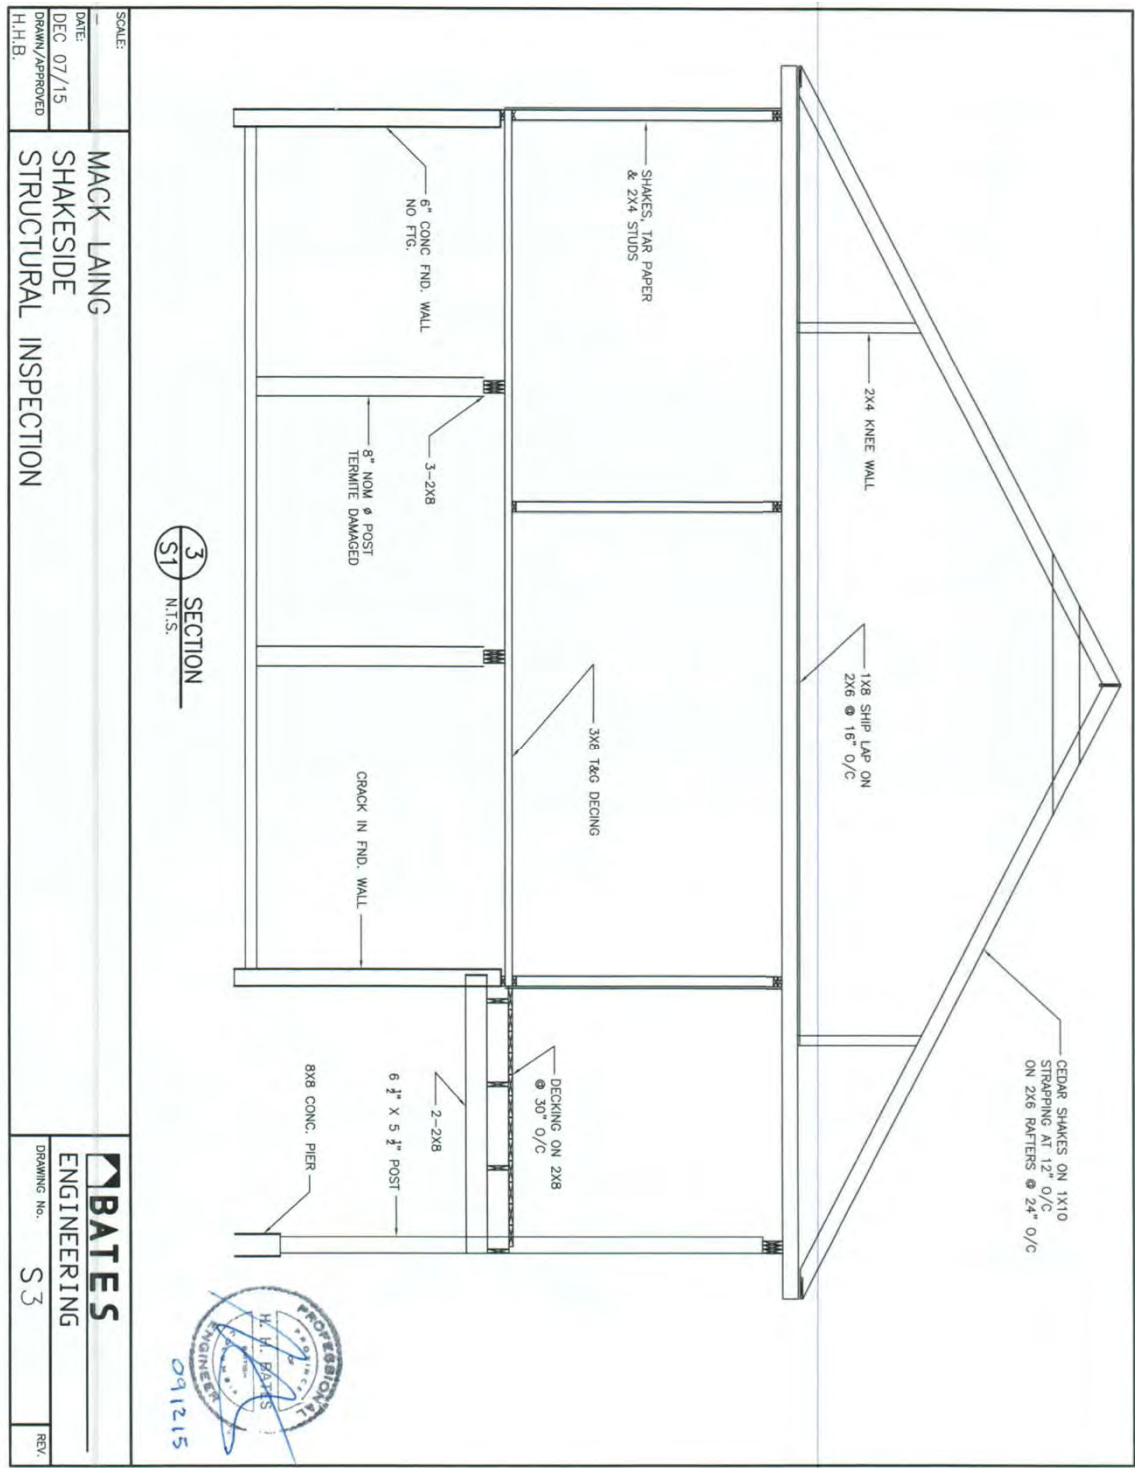 CEDAR SHAKES ON 1X10
STRAPPING AT 12" O/C
ON 2X6 RAFTERS @ 24" O/C
2X4 KNEE WALL
1X8 SHIP LAP ON
2X6 @ 16" O/C
SHAKES, TAR PAPER
& 2X4 STUDS
3X8 T&G DECING
DECKING ON 2X8
@ 30" O/C
6" CONC FND. WALL
NO FTG.
3-2X8
8" NOM ø POST
TERMITE DAMAGED
CRACK IN FND. WALL
2-2X8
6 ½" X 5 ½" POST
8X8 CONC. PIER
3
S1
SECTION
N.T.S.
PROFESSIONAL
PROVINCE
OF
H. H. BATES
BRITISH
COLUMBIA
ENGINEER
091215
SCALE:
DATE:
DEC 07/15
DRAWN/APPROVED
H.H.B.
MACK LAING
SHAKESIDE
STRUCTURAL INSPECTION
BATES
ENGINEERING
DRAWING No.
S3
REV.